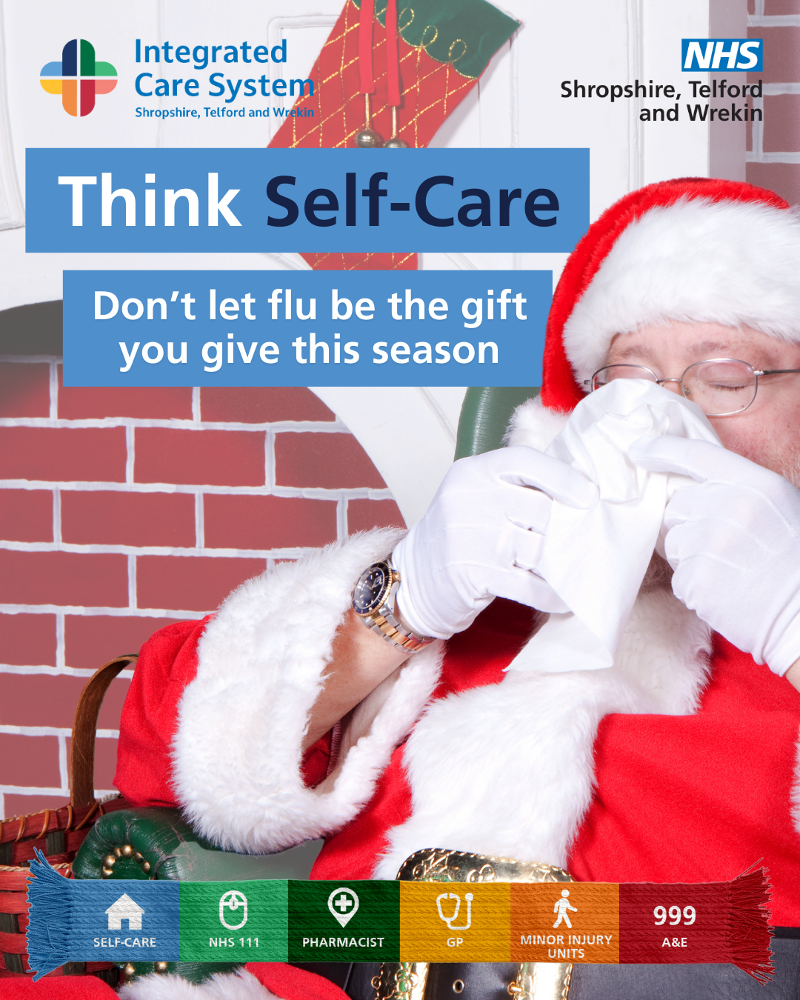 Integrated
Care System
Shropshire, Telford and Wrekin
NHS
Shropshire, Telford
and Wrekin
Think Self-Care
Don’t let flu be the gift
you give this season
SELF-CARE
NHS 111
PHARMACIST
GP
MINOR INJURY
UNITS
999
A&E